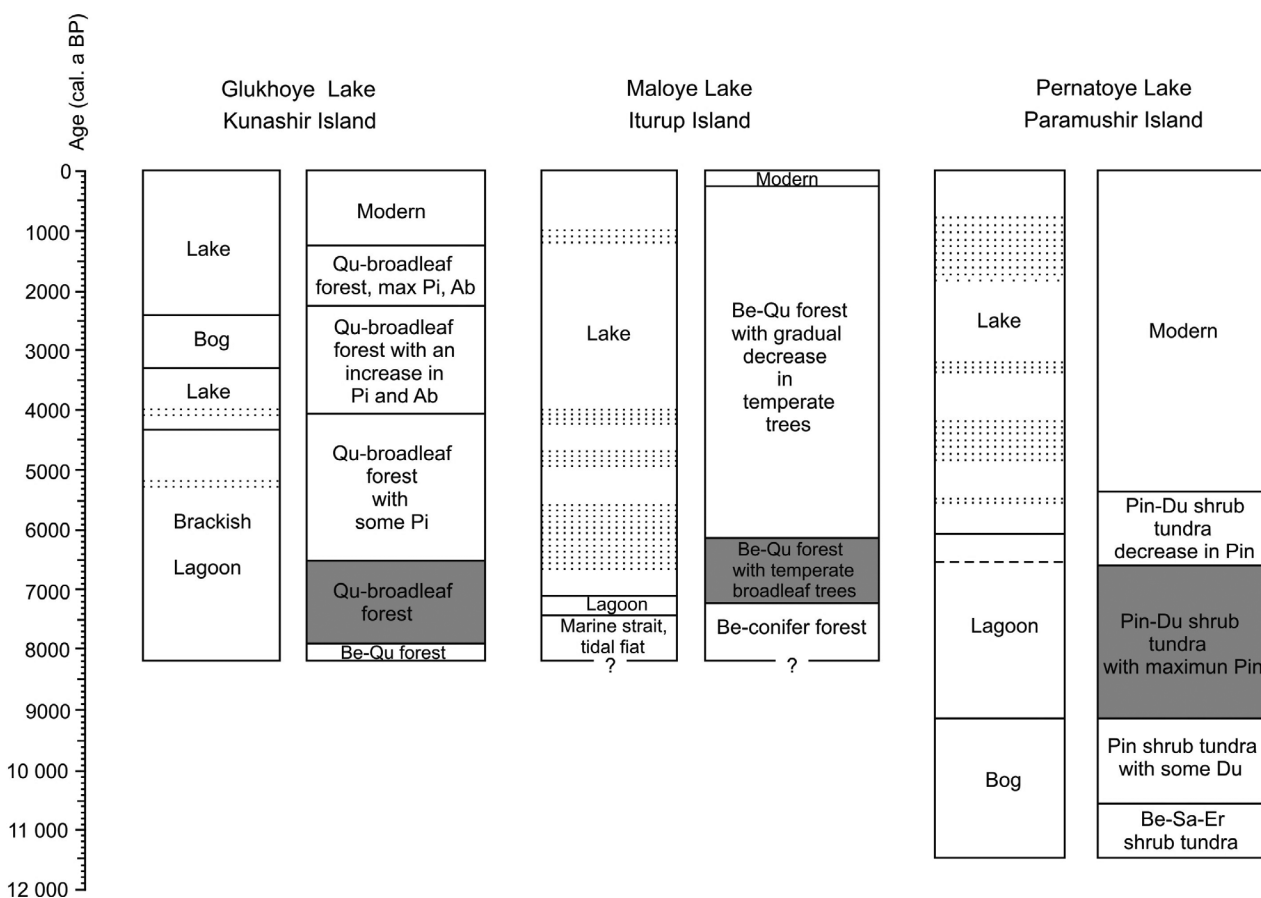 Age (cal. a BP)
Glukhoye Lake
Kunashir Island
Maloye Lake
Iturup Island
Pernatoye Lake
Paramushir Island
0
1000
2000
3000
4000
5000
6000
7000
8000
9000
10 000
11 000
12 000
Lake
Bog
Lake
Brackish
Lagoon
Modern
Qu-broadleaf
forest, max Pi, Ab
Qu-broadleaf
forest with an
increase in
Pi and Ab
Qu-broadleaf
forest
with
some Pi
Qu-broadleaf
forest
Be-Qu forest
Lake
Lagoon
Marine strait,
tidal fiat
?
Modern
Be-Qu forest
with gradual
decrease
in
temperate
trees
Be-Qu forest
with temperate
broadleaf trees
Be-conifer forest
?
Lake
Lagoon
Bog
Modern
Pin-Du shrub
tundra
decrease in Pin
Pin-Du shrub
tundra
with maximun Pin
Pin shrub tundra
with some Du
Be-Sa-Er
shrub tundra